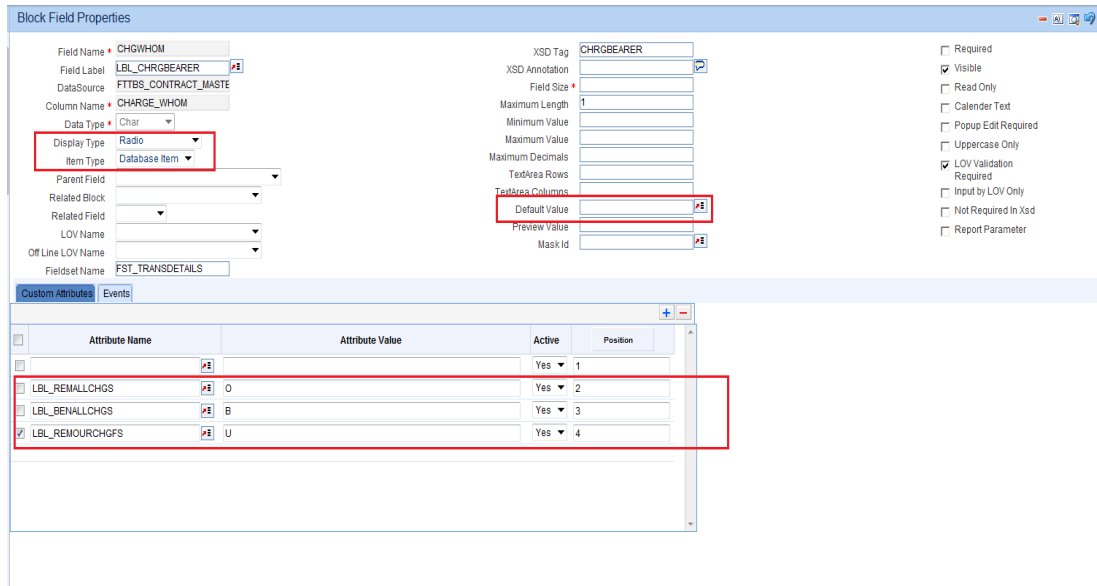 Block Field Properties
Field Name * CHGWHOM
Field Label LBL_CHRGBEARER
DataSource FTTBS_CONTRACT_MASTE
Column Name * CHARGE_WHOM
Data Type * Char
Display Type Radio
Item Type Database Item
Parent Field
Related Block
Related Field
LOV Name
Off Line LOV Name
Fieldset Name FST_TRANSDETAILS
XSD Tag CHRGBEARER
XSD Annotation
Field Size *
Maximum Length 1
Minimum Value
Maximum Value
Maximum Decimals
TextArea Rows
TextArea Columns
Default Value
Preview Value
Mask Id
Required
Visible
Read Only
Calender Text
Popup Edit Required
Uppercase Only
LOV Validation
Required
Input by LOV Only
Not Required In Xsd
Report Parameter
Custom Attributes Events
+ −
Attribute Name Attribute Value Active Position
Yes 1
LBL_REMALLCHGS O Yes 2
LBL_BENALLCHGS B Yes 3
LBL_REMOURCHGFS U Yes 4